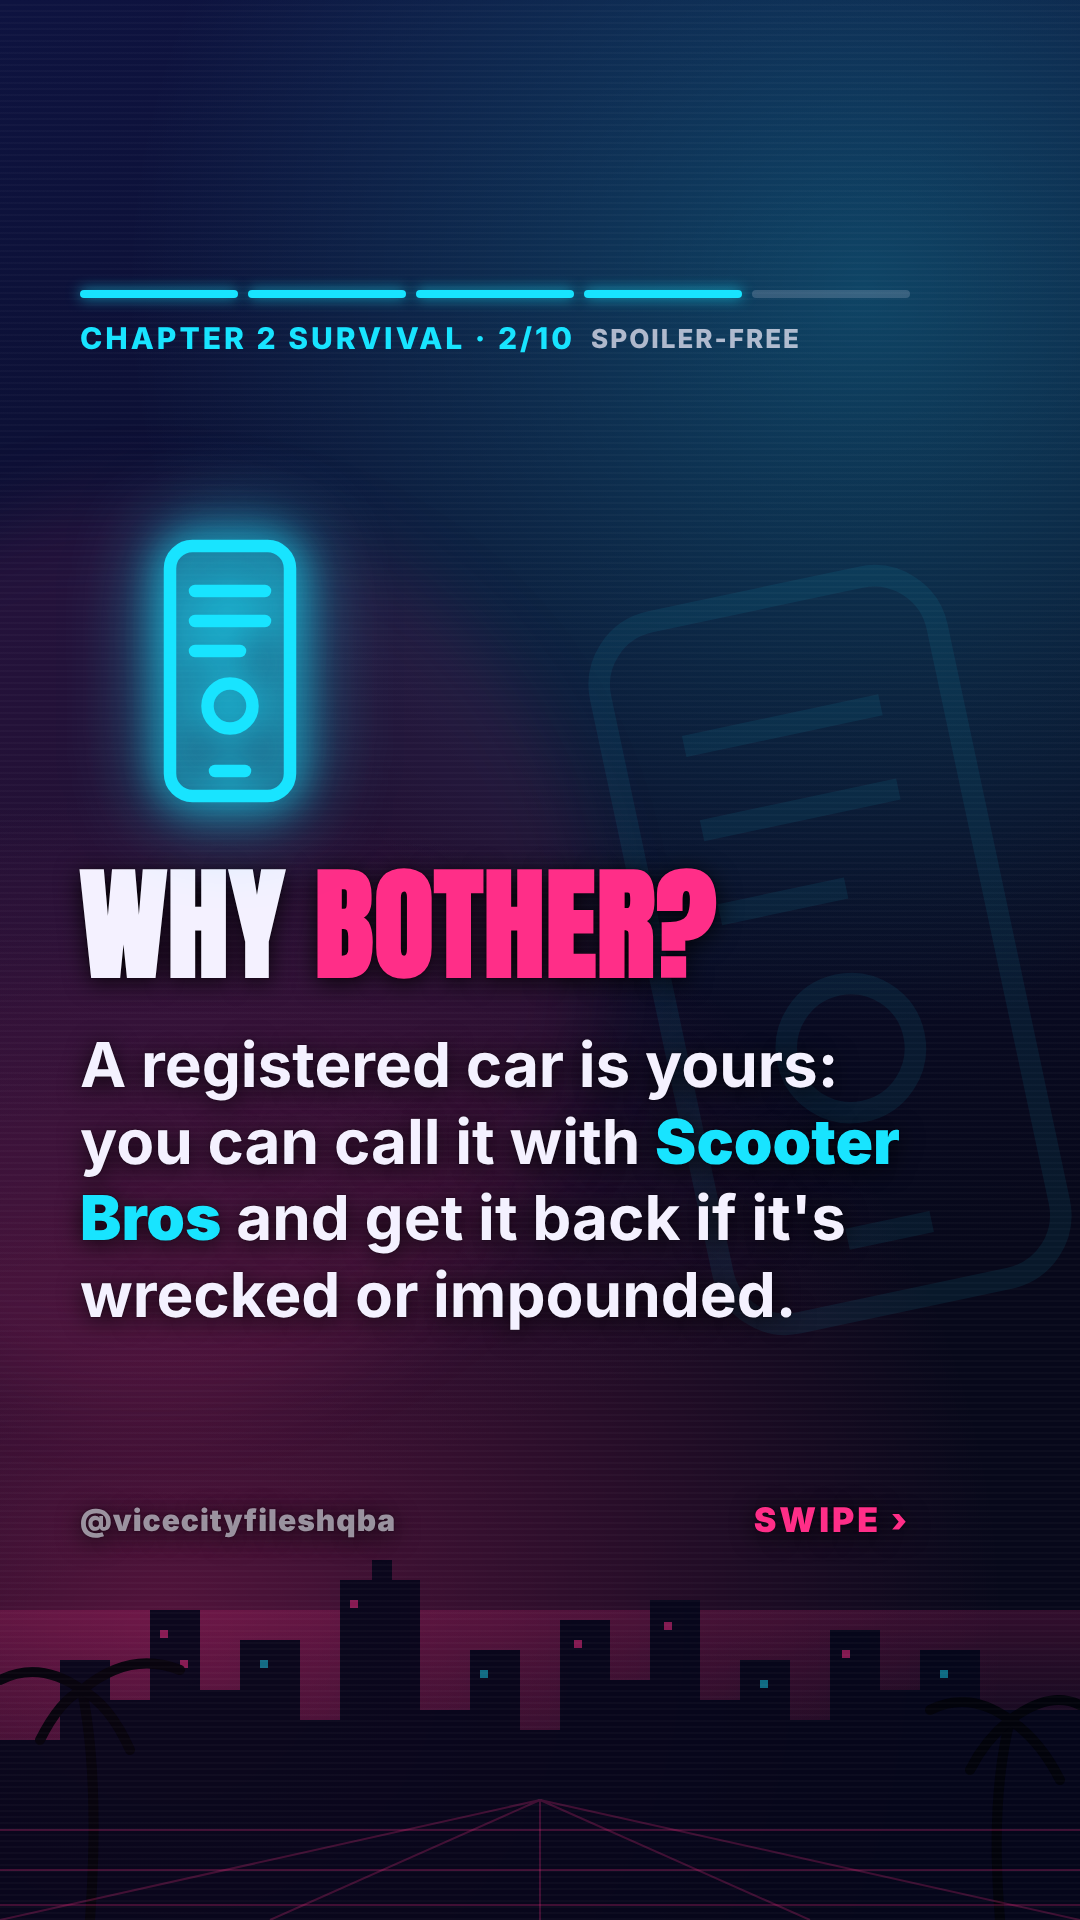 CHAPTER 2 SURVIVAL · 2/10 SPOILER-FREE
WHY BOTHER?
A registered car is yours:
you can call it with Scooter
Bros and get it back if it's
wrecked or impounded.
@vicecityfileshqba
SWIPE ›